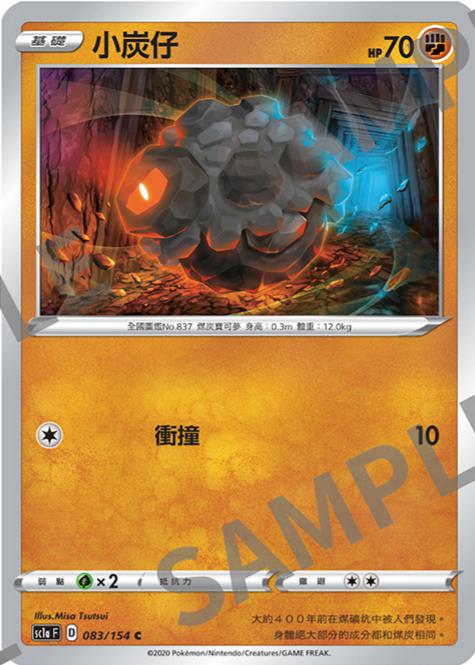 基礎 小炭仔 HP70
全國圖鑑No.837 煤炭寶可夢 身高：0.3m 體重：12.0kg
衝撞 10
弱點 ×2 抵抗力 撤退
Illus.Misa Tsutsui
sc1a F D 083/154 C
大約400年前在煤礦坑中被人們發現。
身體絕大部分的成分都和煤炭相同。
©2020 Pokémon/Nintendo/Creatures/GAME FREAK.
SAMPLE